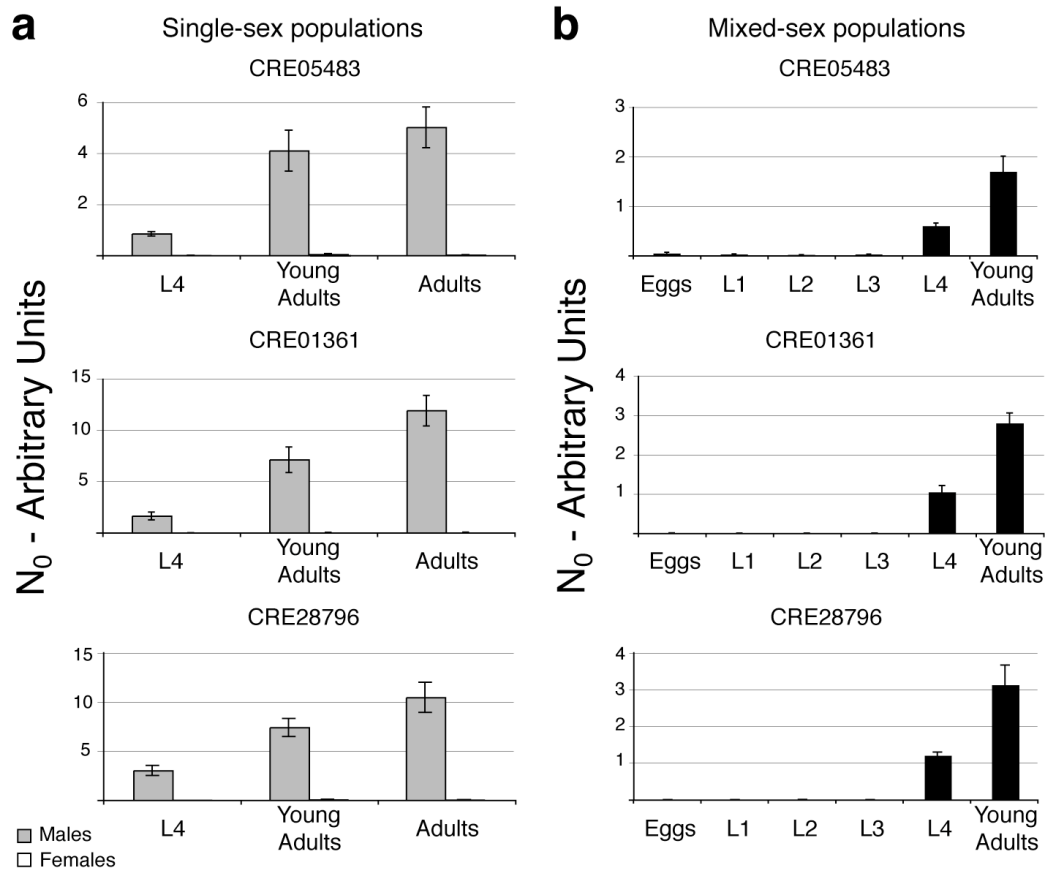 a
Single-sex populations
CRE05483
6
4
2
L4
Young
Adults
Adults
CRE01361
15
10
5
L4
Young
Adults
Adults
CRE28796
15
10
5
L4
Young
Adults
Adults
N0 - Arbitrary Units
Males
Females
b
Mixed-sex populations
CRE05483
3
2
1
Eggs
L1
L2
L3
L4
Young
Adults
CRE01361
4
3
2
1
Eggs
L1
L2
L3
L4
Young
Adults
CRE28796
4
3
2
1
Eggs
L1
L2
L3
L4
Young
Adults
N0 - Arbitrary Units